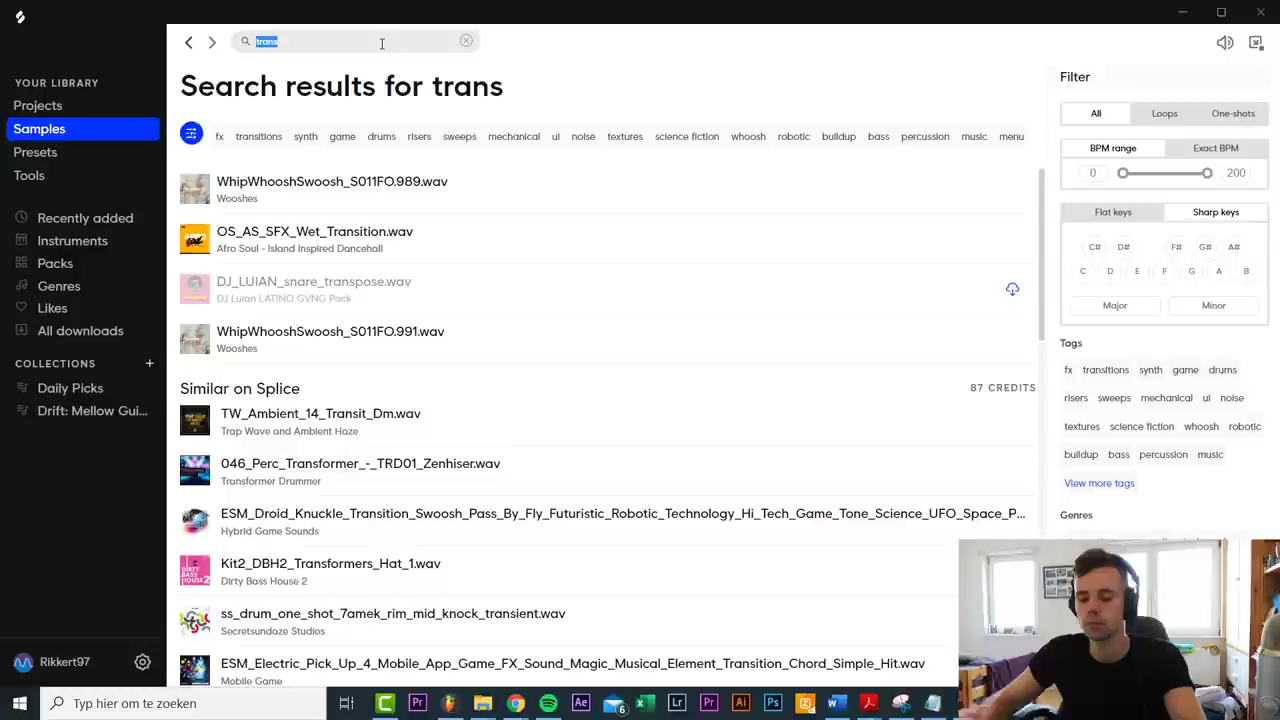 trans
YOUR LIBRARY
Projects
Samples
Presets
Tools
Recently added
Instruments
Packs
Genres
Likes
All downloads
COLLECTIONS
Daily Picks
Drift: Mellow Gui...
Rikkert97
Search results for trans
fx transitions synth game drums risers sweeps mechanical ui noise textures science fiction whoosh robotic buildup bass percussion music menu
WhipWhooshSwoosh_S011FO.989.wav
Wooshes
OS_AS_SFX_Wet_Transition.wav
Afro Soul - Island Inspired Dancehall
DJ_LUIAN_snare_transpose.wav
DJ Luian LATINO GVNG Pack
WhipWhooshSwoosh_S011FO.991.wav
Wooshes
Similar on Splice 87 CREDITS
TW_Ambient_14_Transit_Dm.wav
Trap Wave and Ambient Haze
046_Perc_Transformer_-_TRD01_Zenhiser.wav
Transformer Drummer
ESM_Droid_Knuckle_Transition_Swoosh_Pass_By_Fly_Futuristic_Robotic_Technology_Hi_Tech_Game_Tone_Science_UFO_Space_P...
Hybrid Game Sounds
Kit2_DBH2_Transformers_Hat_1.wav
Dirty Bass House 2
ss_drum_one_shot_7amek_rim_mid_knock_transient.wav
Secretsundaze Studios
ESM_Electric_Pick_Up_4_Mobile_App_Game_FX_Sound_Magic_Musical_Element_Transition_Chord_Simple_Hit.wav
Mobile Game
Filter
All Loops One-shots
BPM range Exact BPM
0 200
Flat keys Sharp keys
C# D# F# G# A#
C D E F G A B
Major Minor
Tags
fx transitions synth game drums
risers sweeps mechanical ui noise
textures science fiction whoosh robotic
buildup bass percussion music
View more tags
Genres
Typ hier om te zoeken
Pr
Ae
6
Lr
Pr
Ai
Ps